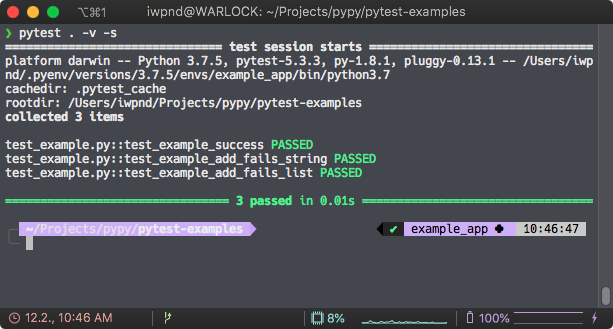 ⌥⌘1
iwpnd@WARLOCK: ~/Projects/pypy/pytest-examples
❯ pytest . -v -s
============================= test session starts ==============================
platform darwin -- Python 3.7.5, pytest-5.3.3, py-1.8.1, pluggy-0.13.1 -- /Users/iwp
nd/.pyenv/versions/3.7.5/envs/example_app/bin/python3.7
cachedir: .pytest_cache
rootdir: /Users/iwpnd/Projects/pypy/pytest-examples
collected 3 items
test_example.py::test_example_success PASSED
test_example.py::test_example_add_fails_string PASSED
test_example.py::test_example_add_fails_list PASSED
============================== 3 passed in 0.01s ===============================
~/Projects/pypy/pytest-examples ✔ example_app 10:46:47
12.2., 10:46 AM 8% 100%